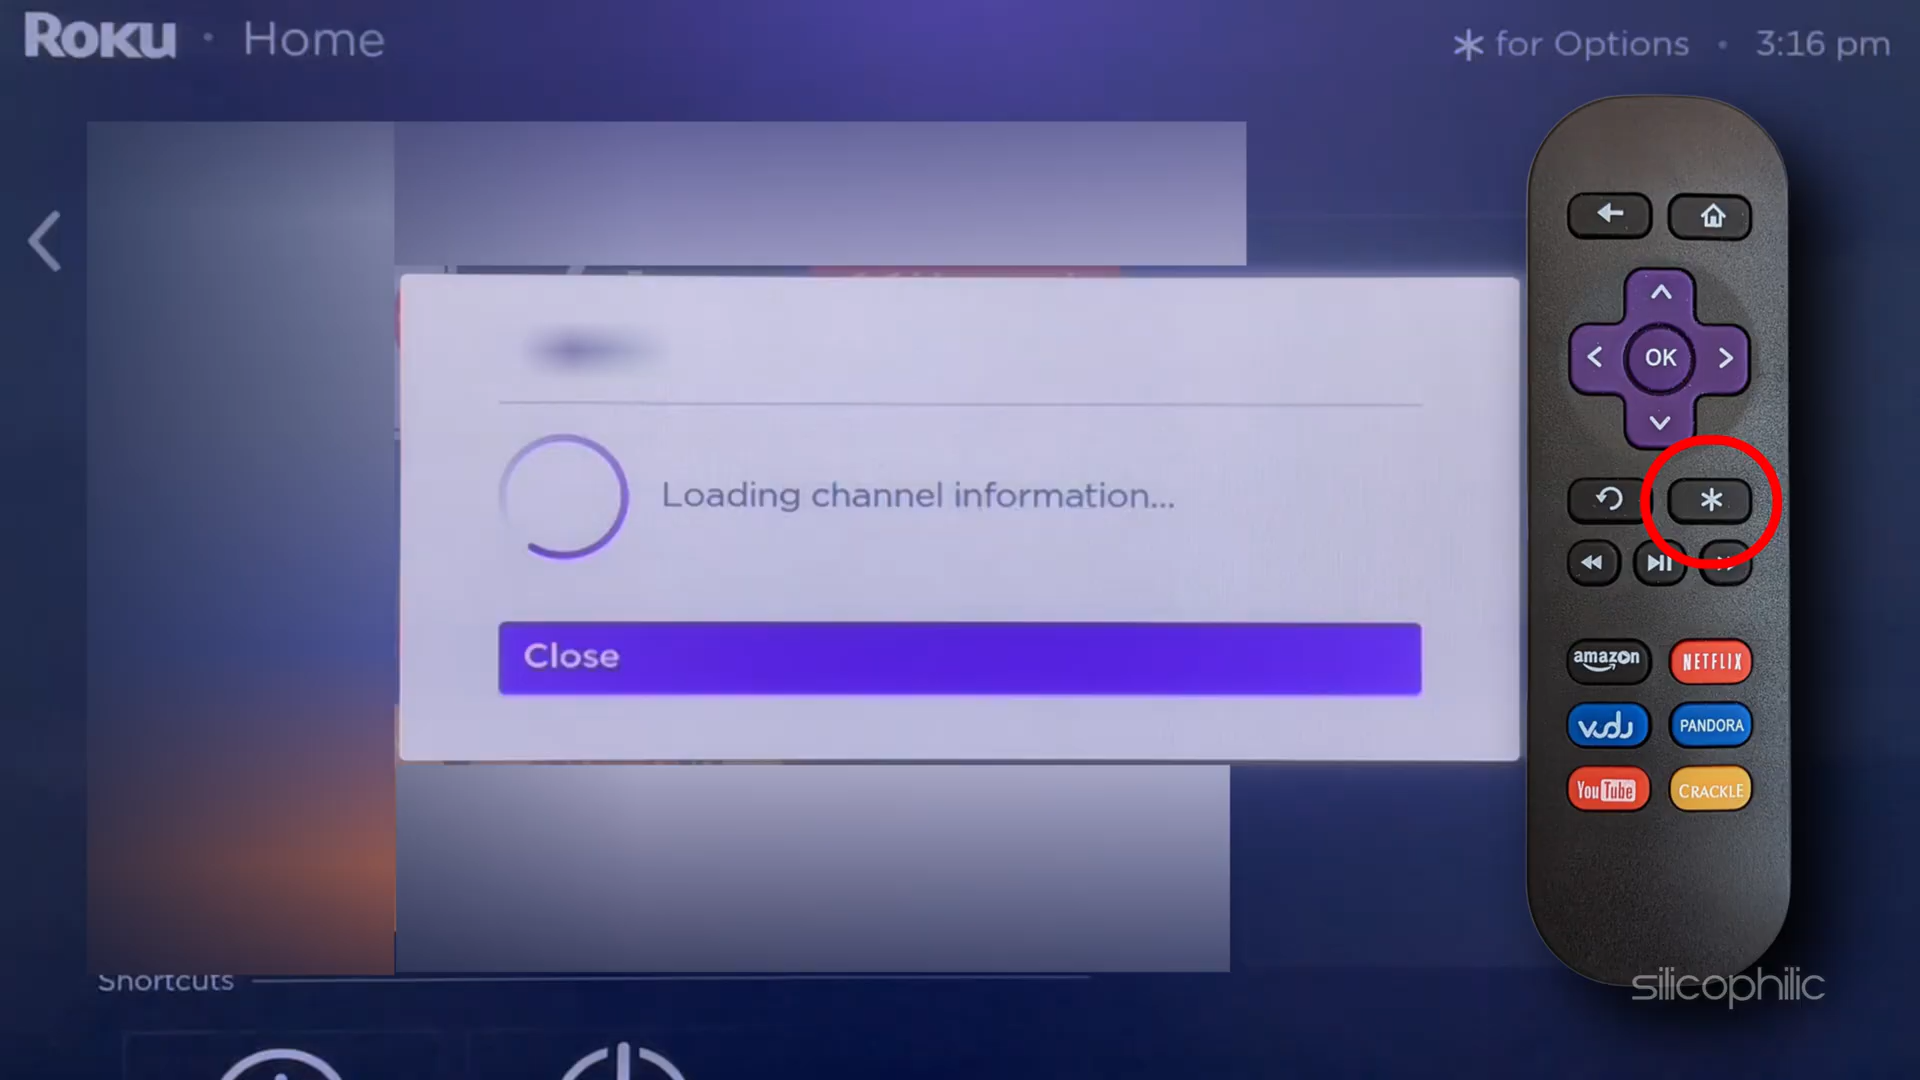 Roku · Home
* for Options · 3:16 pm
Loading channel information...
Close
OK
amazon
NETFLIX
vudu
PANDORA
YouTube
CRACKLE
Shortcuts
silicophilic